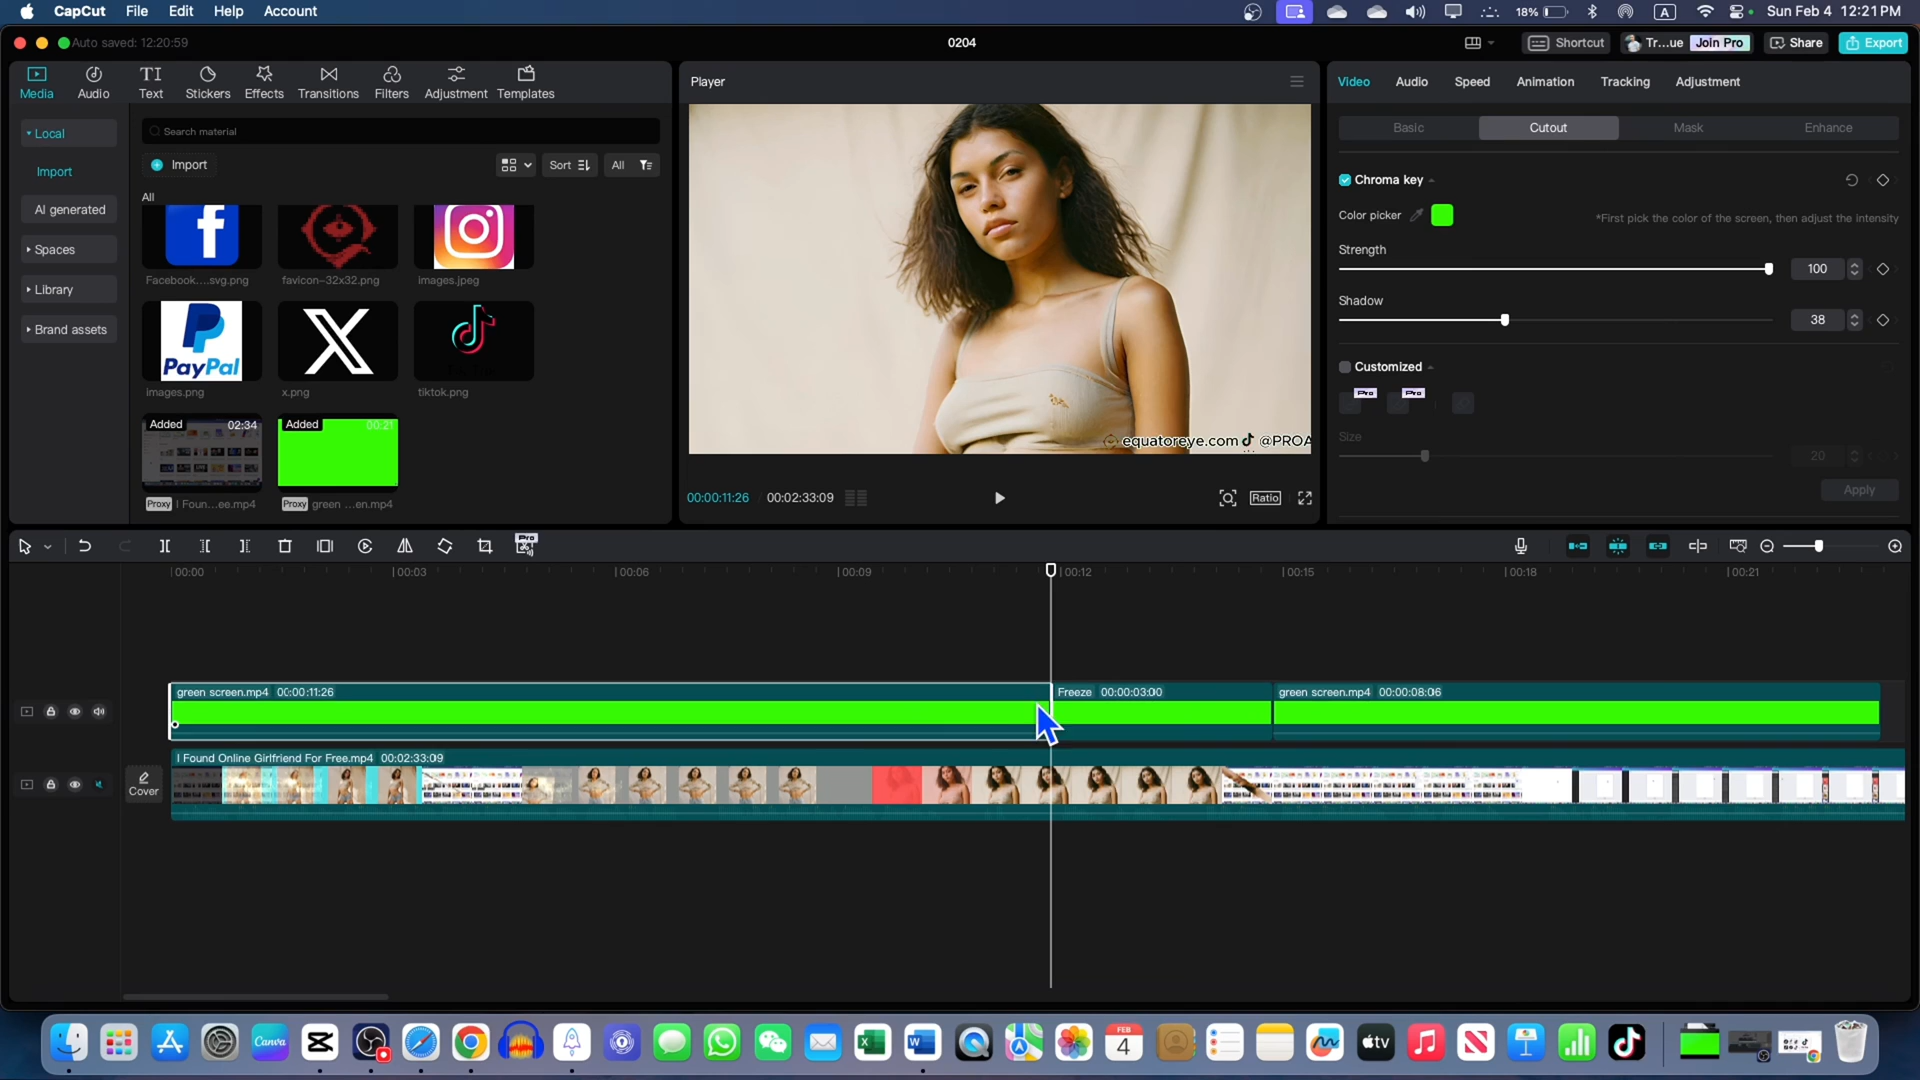 CapCut File Edit Help Account
18% A Sun Feb 4 12:21 PM
Auto saved: 12:20:59
0204
Shortcut Tr...ue Join Pro Share Export
Media Audio Text Stickers Effects Transitions Filters Adjustment Templates
Local
Import
AI generated
Spaces
Library
Brand assets
Search material
Import
Sort All
All
Facebook....svg.png favicon-32x32.png images.jpeg
PayPal
images.png x.png tiktok.png
Added 02:34 Added 00:21
Proxy I Foun...ee.mp4 Proxy green ...en.mp4
Player
equatoreye.com @PROA
00:00:11:26 00:02:33:09
Ratio
Video Audio Speed Animation Tracking Adjustment
Basic Cutout Mask Enhance
Chroma key
Color picker *First pick the color of the screen, then adjust the intensity
Strength
100
Shadow
38
Customized
Pro Pro
Size
20
Apply
Pro
00:00 00:03 00:06 00:09 00:12 00:15 00:18 00:21
green screen.mp4 00:00:11:26 Freeze 00:00:03:00 green screen.mp4 00:00:08:06
I Found Online Girlfriend For Free.mp4 00:02:33:09
Cover
Canva
FEB
4
tv